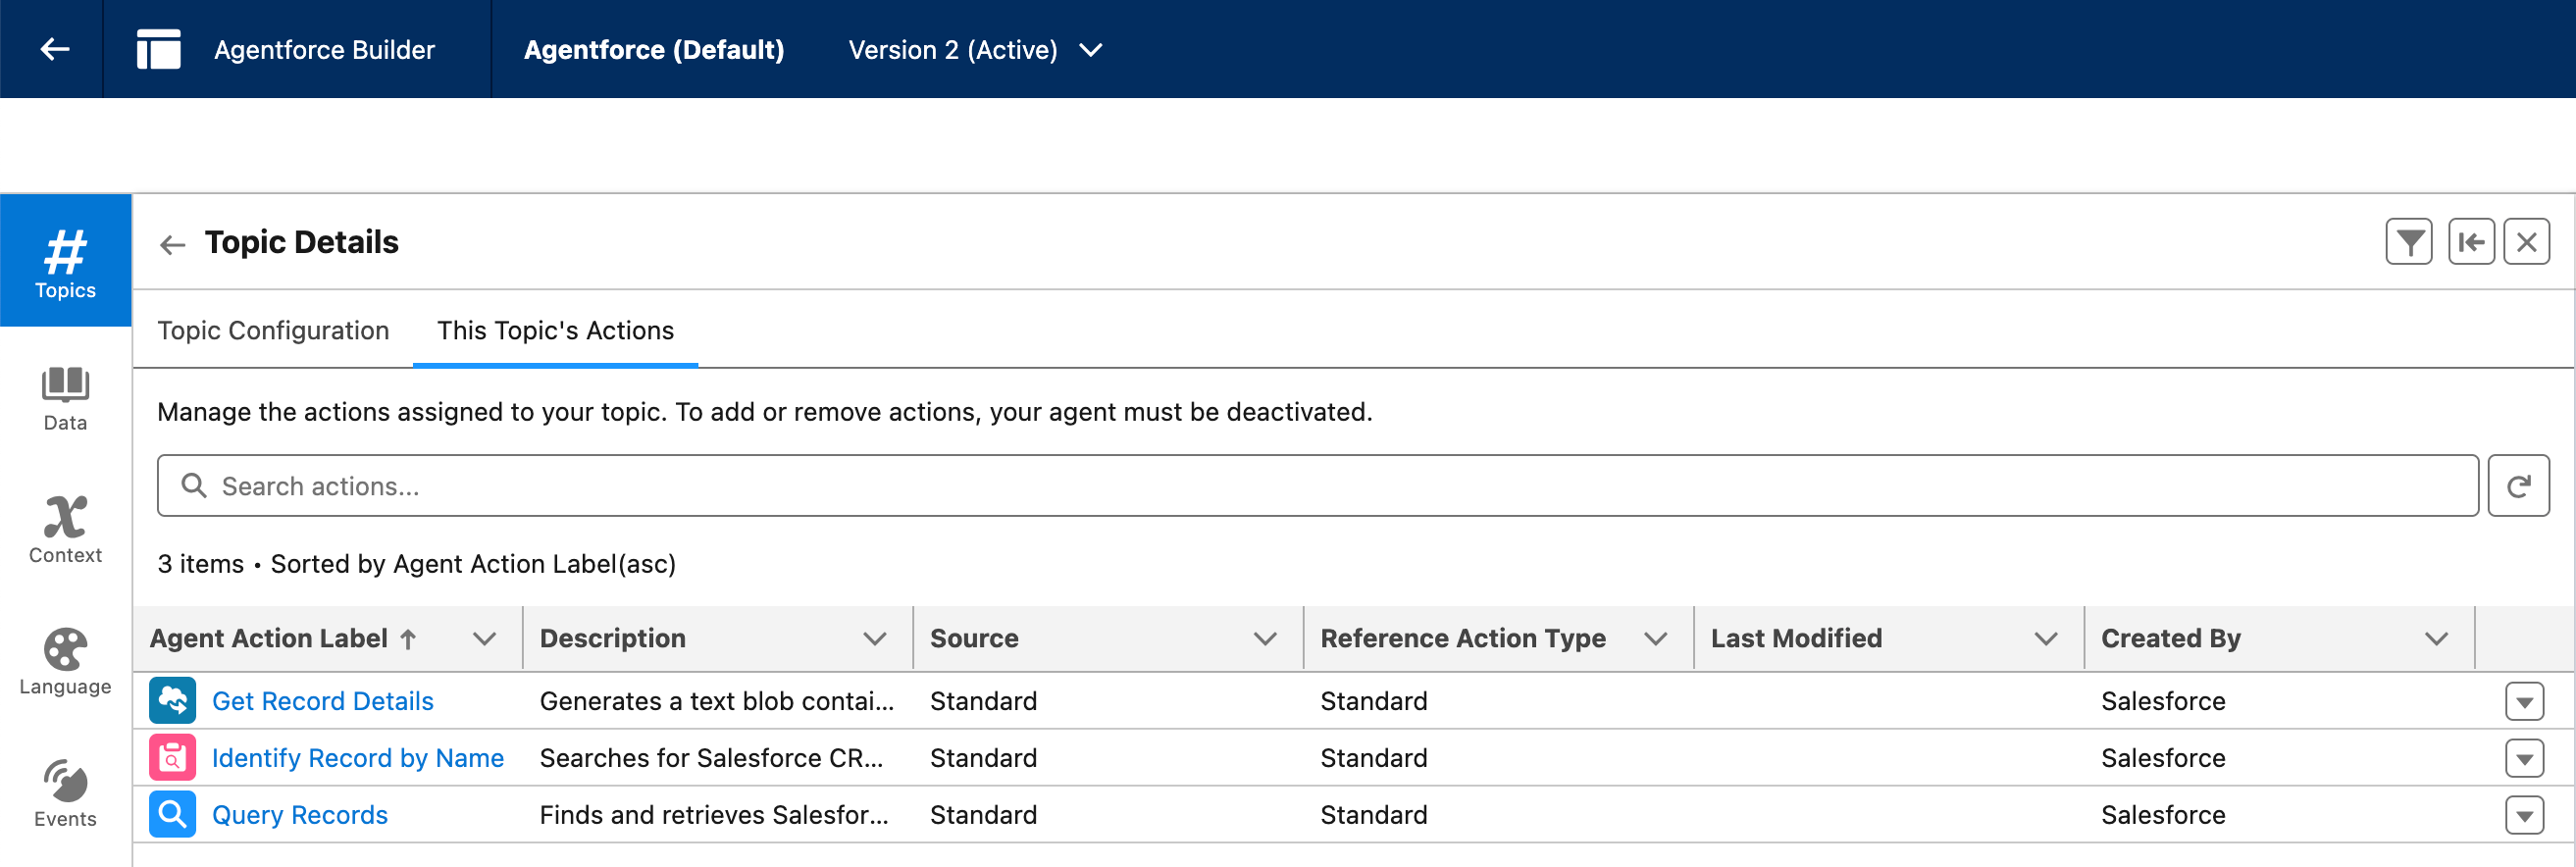 Agentforce Builder Agentforce (Default) Version 2 (Active)
Topics
Topic Details
Topic Configuration This Topic's Actions
Data
Manage the actions assigned to your topic. To add or remove actions, your agent must be deactivated.
Search actions...
Context
3 items • Sorted by Agent Action Label(asc)
Language
Agent Action Label Description Source Reference Action Type Last Modified Created By
Get Record Details Generates a text blob contai... Standard Standard Salesforce
Identify Record by Name Searches for Salesforce CR... Standard Standard Salesforce
Events
Query Records Finds and retrieves Salesfor... Standard Standard Salesforce